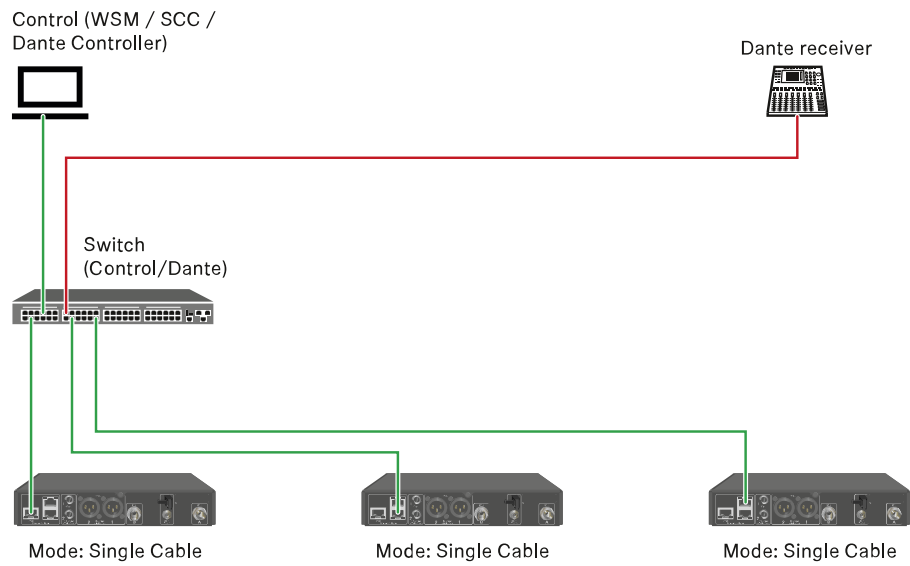 Control (WSM / SCC /
Dante Controller)
Dante receiver
Switch
(Control/Dante)
Mode: Single Cable
Mode: Single Cable
Mode: Single Cable